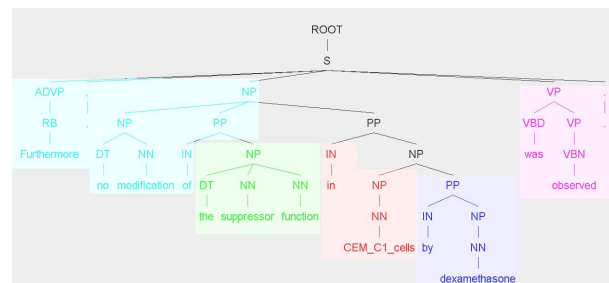 ROOT
S
ADVP , NP VP .
RB NP PP PP VBD VP
Furthermore DT NN IN NP IN NP was VBN
no modification of DT NN NN in NP PP observed
the suppressor function NN IN NP
CEM_C1_cells by NN
dexamethasone